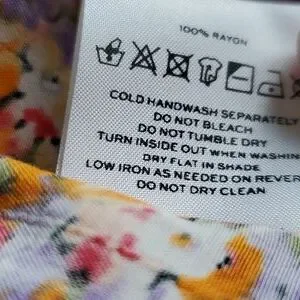 100% RAYON
COLD HANDWASH SEPARATELY
DO NOT BLEACH
DO NOT TUMBLE DRY
TURN INSIDE OUT WHEN WASHIN
DRY FLAT IN SHADE
LOW IRON AS NEEDED ON REVER
DO NOT DRY CLEAN